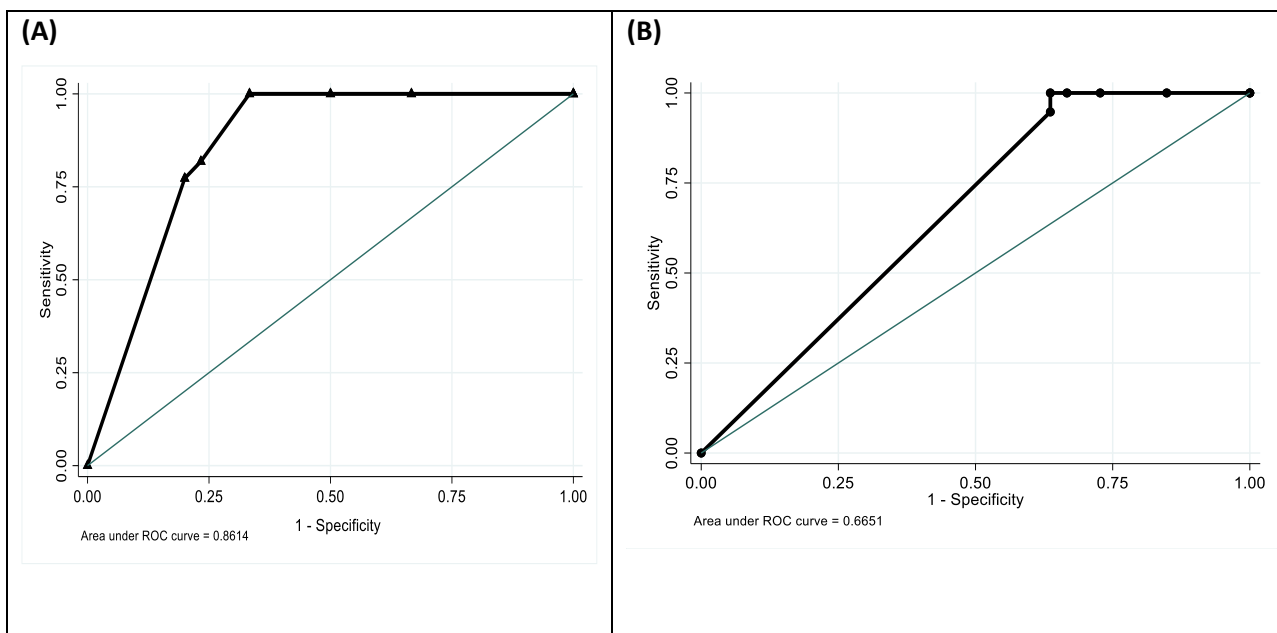 (A)
1.00
0.75
0.50
0.25
0.00
Sensitivity
0.00 0.25 0.50 0.75 1.00
1 - Specificity
Area under ROC curve = 0.8614
(B)
1.00
0.75
0.50
0.25
0.00
Sensitivity
0.00 0.25 0.50 0.75 1.00
1 - Specificity
Area under ROC curve = 0.6651